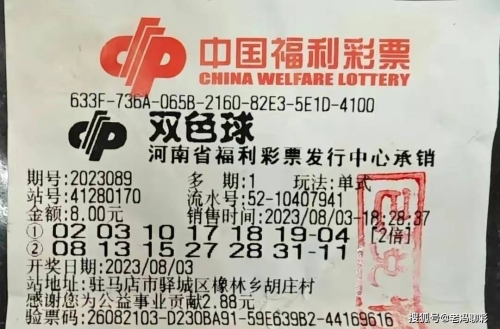 中国福利彩票
CHINA WELFARE LOTTERY
633F-736A-065B-2160-82E3-5E1D-4100
双色球
河南省福利彩票发行中心承销
期号:2023089 多期:1 玩法:单式
站号:41280170 流水号:52-10407941
金额:8.00元 销售时间:2023/08/03-18:28:37
① 02 03 10 17 18 19-04 [2倍]
② 08 13 15 27 28 31-11
开奖日期:2023/08/03
站地址:驻马店市驿城区橡林乡胡庄村
感谢您为公益事业贡献2.88元
验票码:26082103-D230BA91-59E639B2-44169616
搜狐号@老冯聊彩